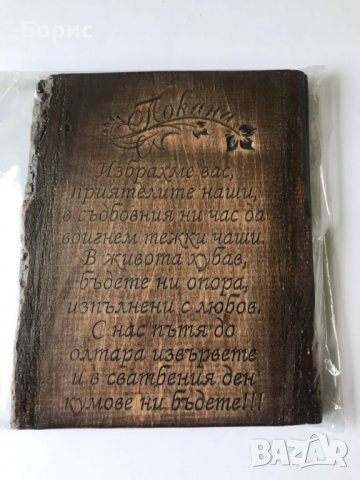 Борис
Покана
Избрахме вас,
приятелите наши,
в съдбовния ни час да
вдигнем тежки чаши.
В живота хубав,
бъдете ни опора,
изпълнени с любов.
С нас пътя до
олтара извървете
и в сватбения ден
кумове ни бъдете!!!
BAZAR